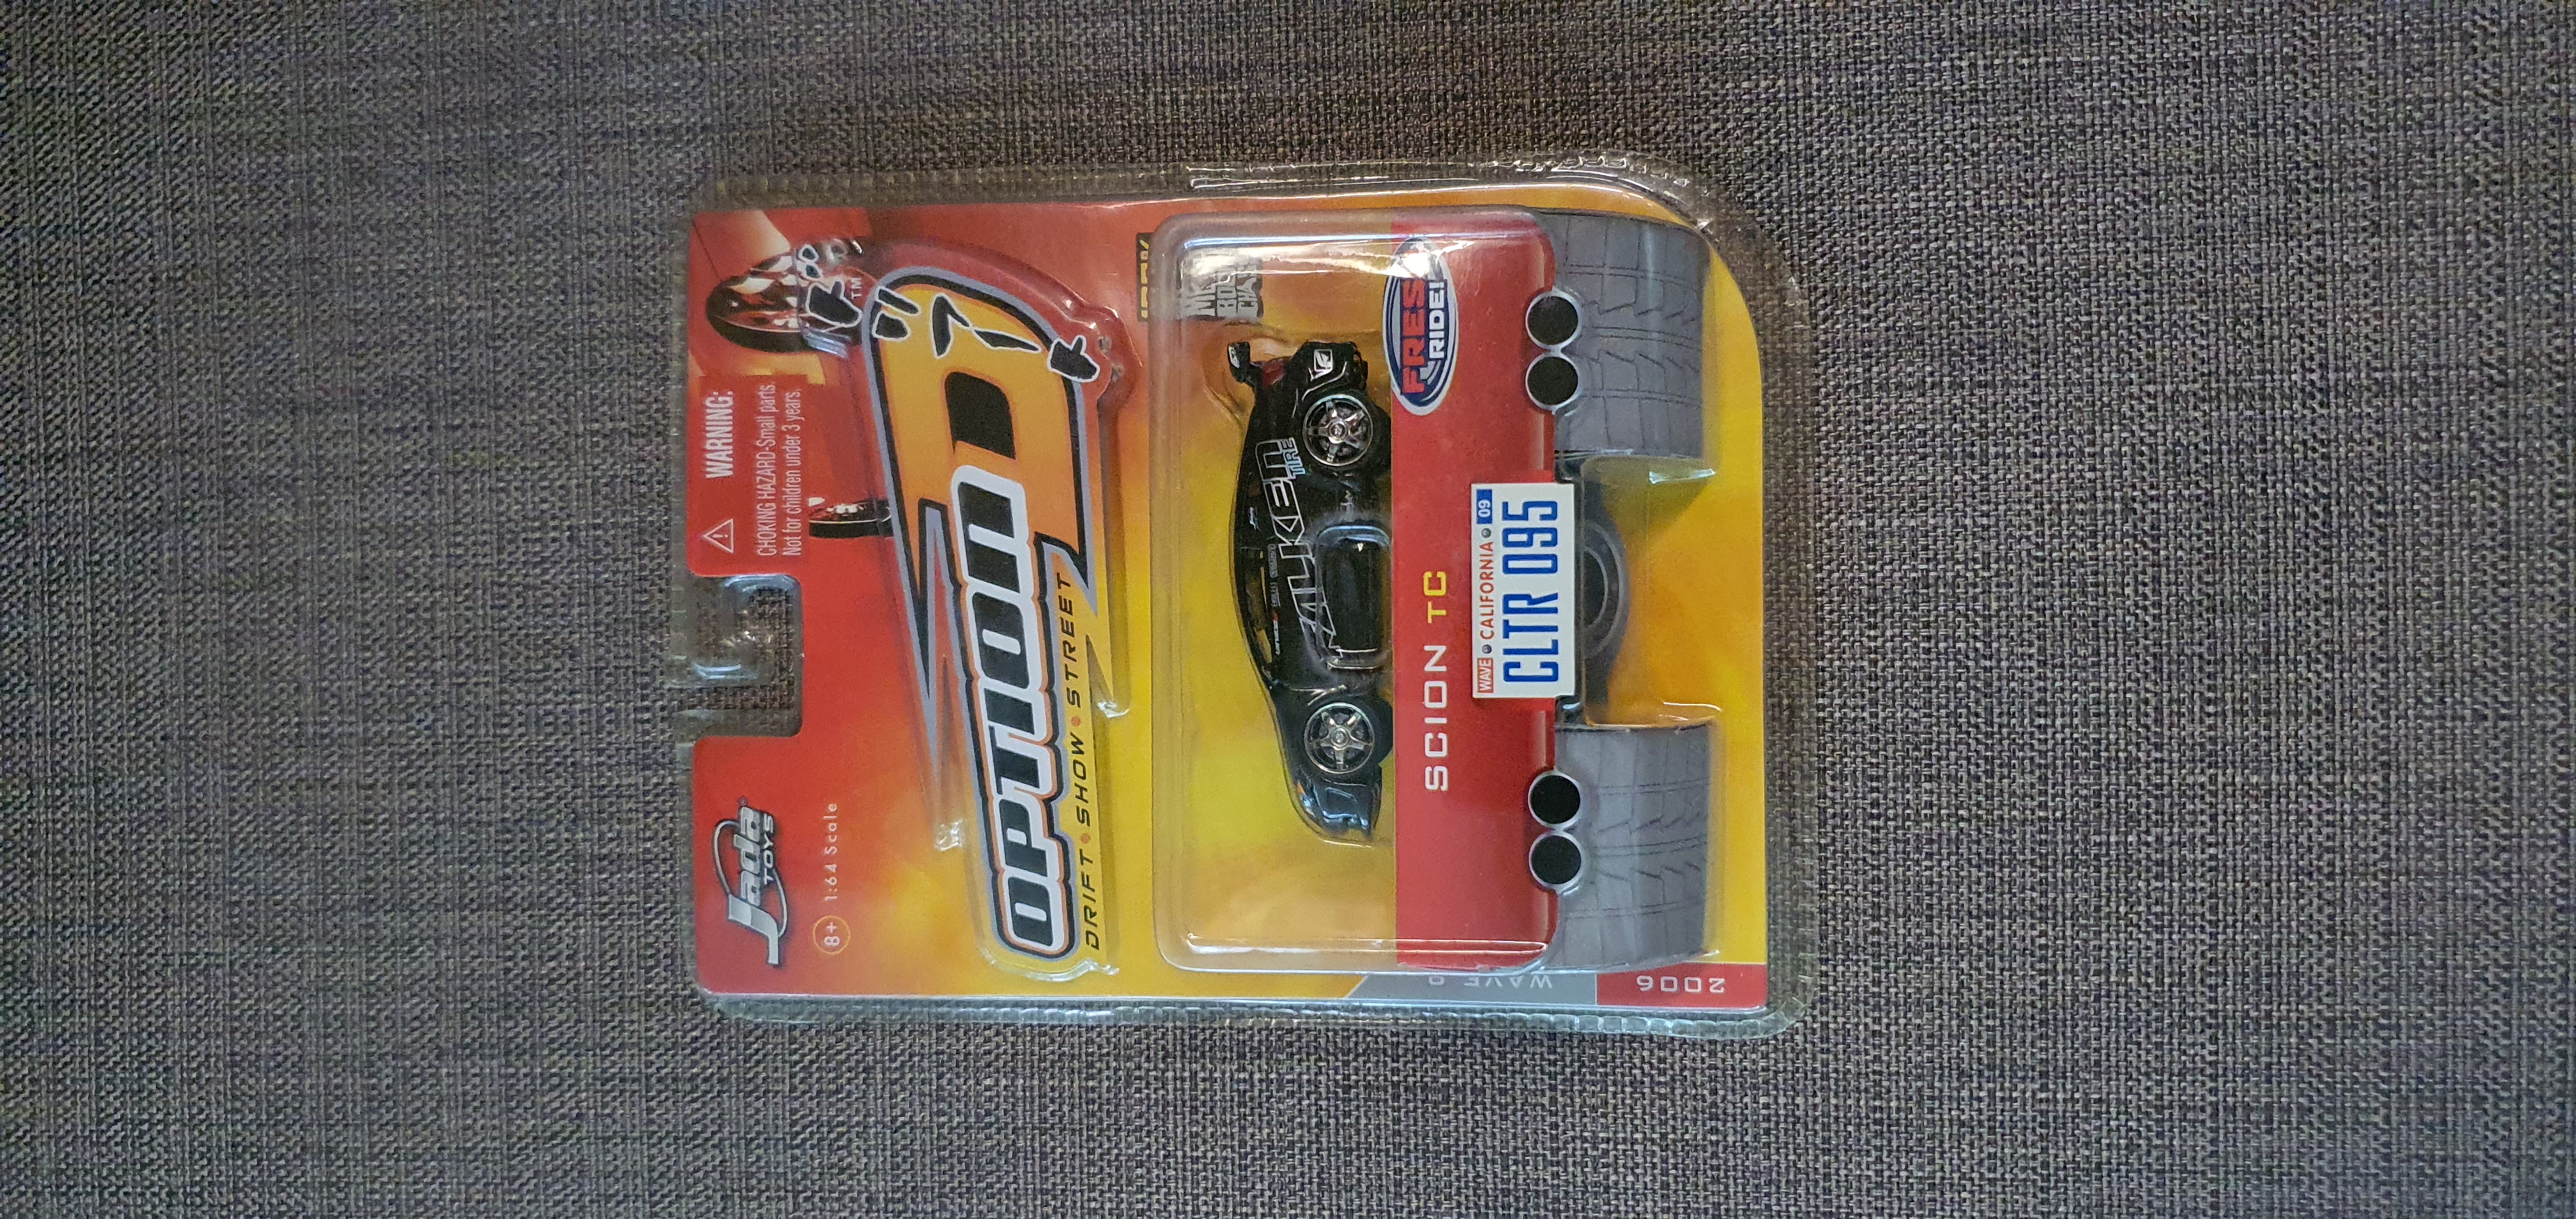 Jada
TOYS
8+ 1:64 Scale
WARNING:
CHOKING HAZARD-Small parts.
Not for children under 3 years.
OPTION D
TM
DRIFT • SHOW • STREET
FALKEN
TIRE
FRESH
RIDE!
SCION tC
WAVE CALIFORNIA 09
CLTR 095
WAVE
2006